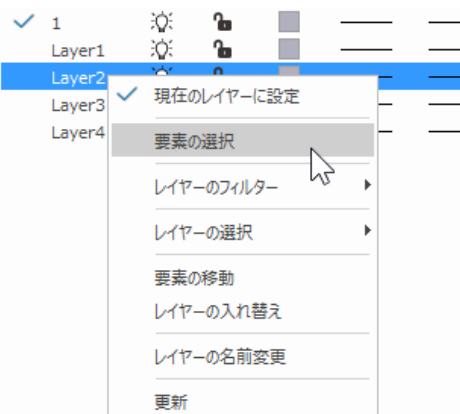 1
Layer1
Layer2
Layer3
Layer4
現在のレイヤーに設定
要素の選択
レイヤーのフィルター
レイヤーの選択
要素の移動
レイヤーの入れ替え
レイヤーの名前変更
更新